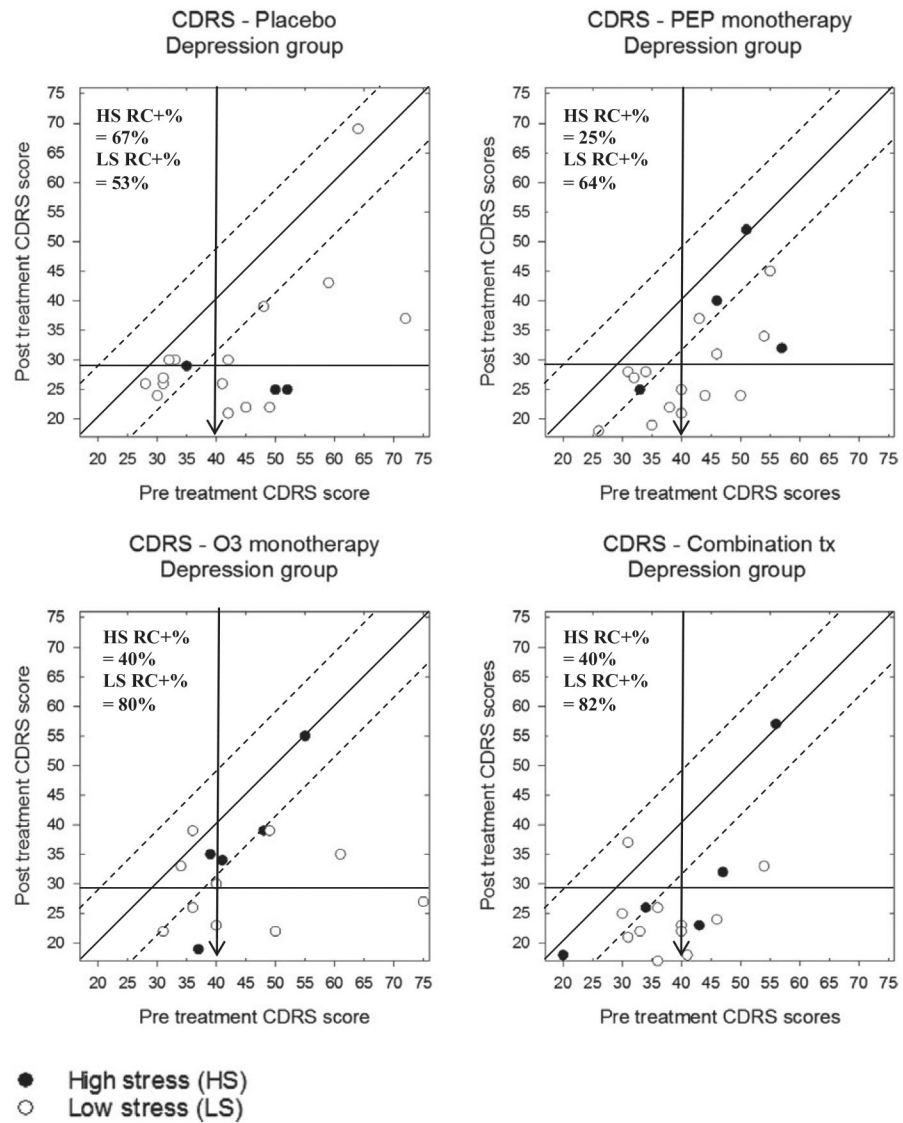 CDRS - Placebo
Depression group
HS RC+%
= 67%
LS RC+%
= 53%
Post treatment CDRS score
75
70
65
60
55
50
45
40
35
30
25
20
20 25 30 35 40 45 50 55 60 65 70 75
Pre treatment CDRS score
CDRS - PEP monotherapy
Depression group
HS RC+%
= 25%
LS RC+%
= 64%
Post treatment CDRS scores
75
70
65
60
55
50
45
40
35
30
25
20
20 25 30 35 40 45 50 55 60 65 70 75
Pre treatment CDRS scores
CDRS - O3 monotherapy
Depression group
HS RC+%
= 40%
LS RC+%
= 80%
Post treatment CDRS scores
75
70
65
60
55
50
45
40
35
30
25
20
20 25 30 35 40 45 50 55 60 65 70 75
Pre treatment CDRS score
CDRS - Combination tx
Depression group
HS RC+%
= 40%
LS RC+%
= 82%
Post treatment CDRS scores
75
70
65
60
55
50
45
40
35
30
25
20
20 25 30 35 40 45 50 55 60 65 70 75
Pre treatment CDRS scores
High stress (HS)
Low stress (LS)